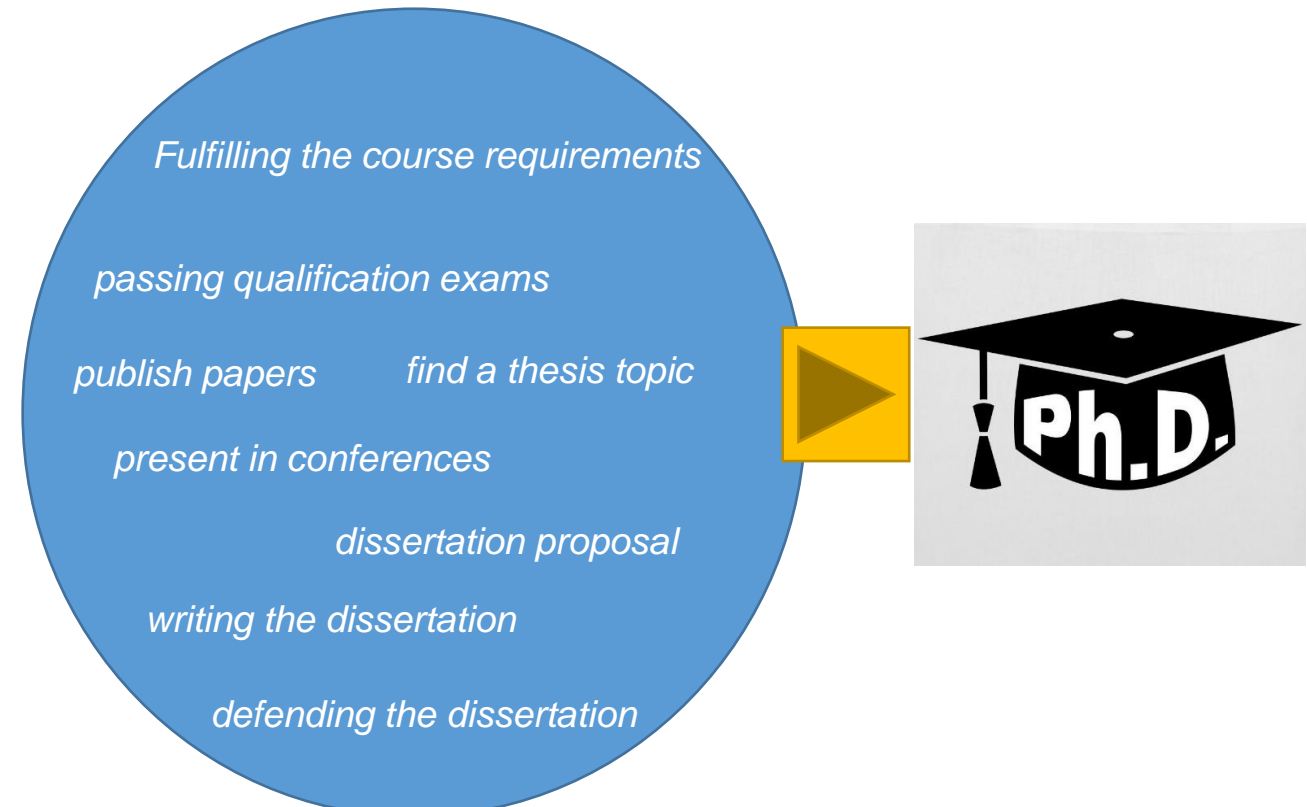 Fulfilling the course requirements
passing qualification exams
publish papers
find a thesis topic
present in conferences
dissertation proposal
writing the dissertation
defending the dissertation
Ph.D.